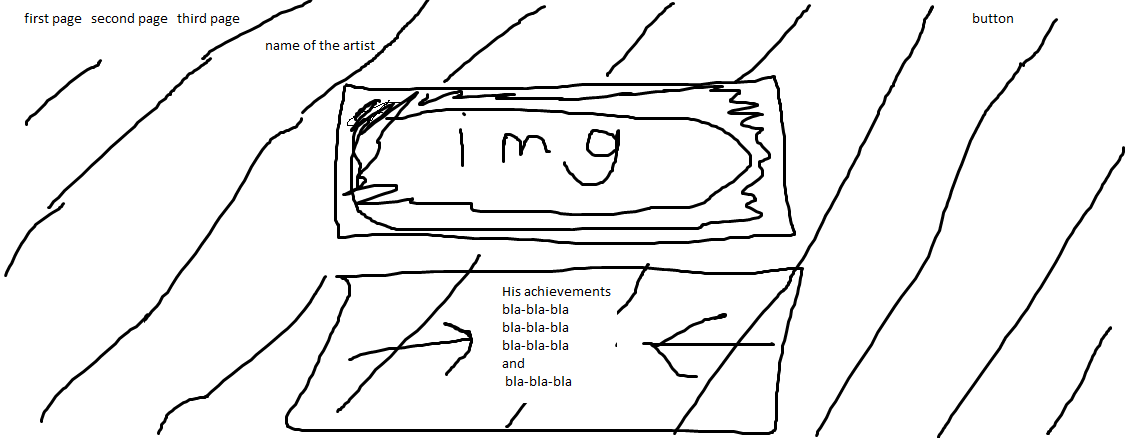 first page second page third page
button
name of the artist
img
His achievements
bla-bla-bla
bla-bla-bla
bla-bla-bla
and
bla-bla-bla